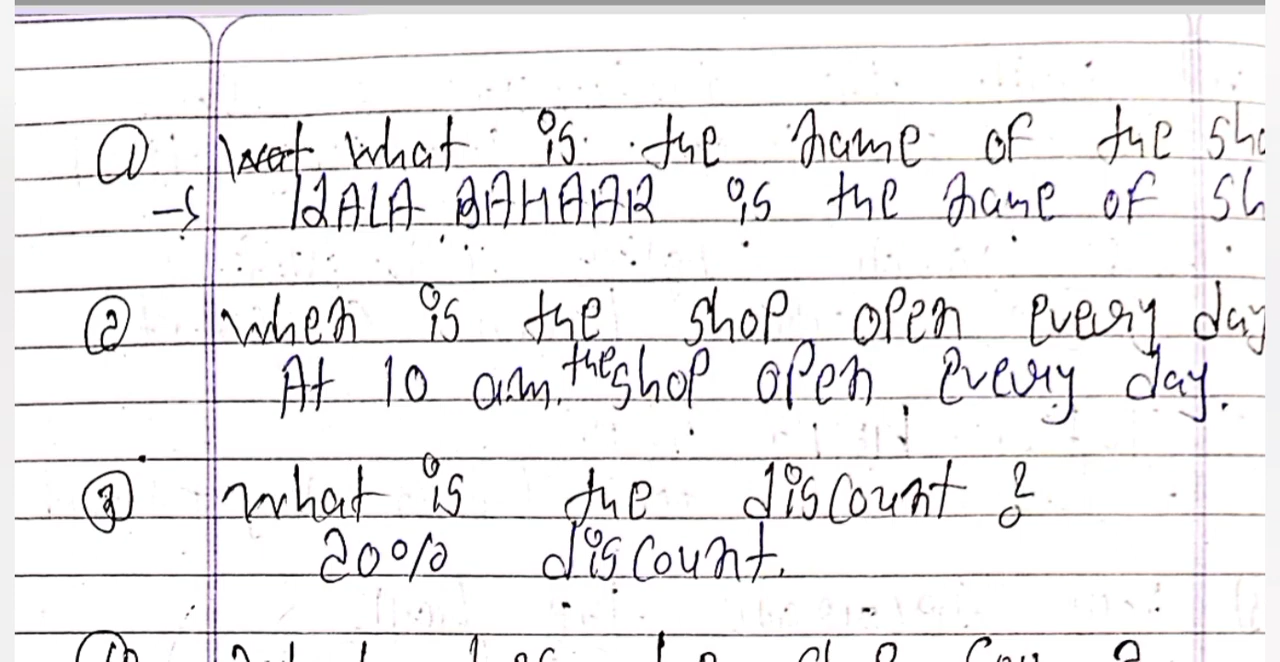 ① What is the name of the sh
→ KALA BAHAAR is the name of sh
② When is the shop open every day
At 10 a.m. the shop open every day.
③ What is the discount ?
20% discount.